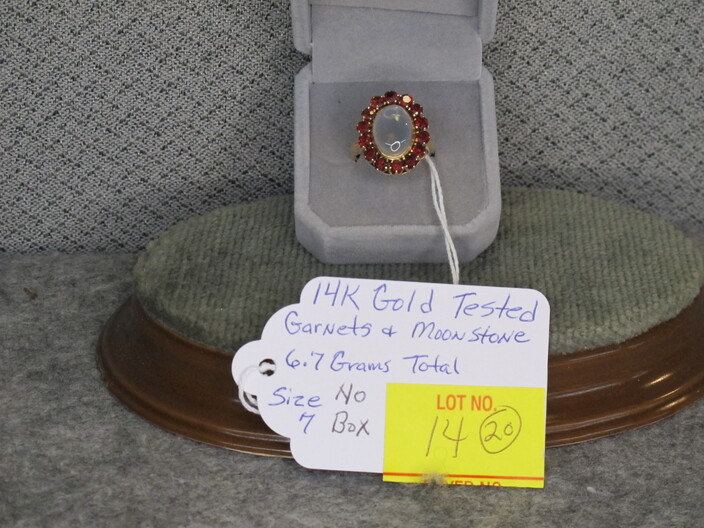 14K Gold Tested
Garnets & Moonstone
6.7 Grams Total
Size No
7 Box
LOT NO.
14 20